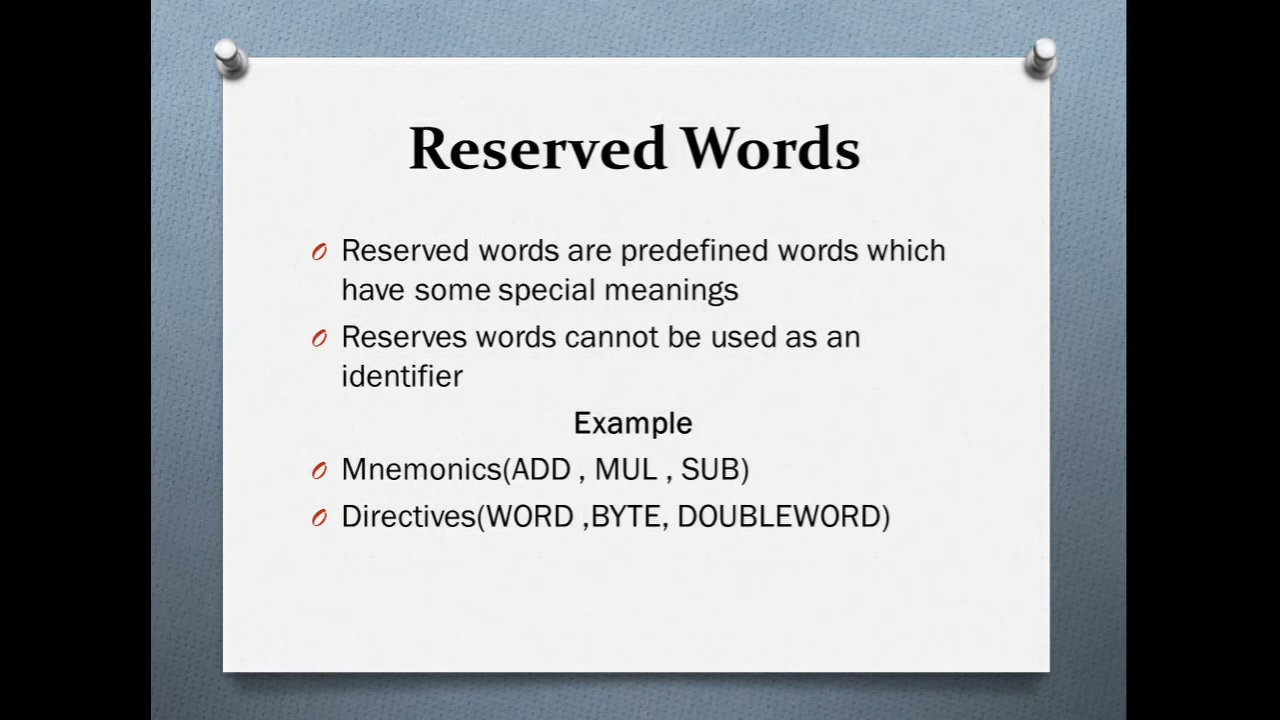 Reserved Words
Reserved words are predefined words which
have some special meanings
Reserves words cannot be used as an
identifier
Example
Mnemonics(ADD , MUL , SUB)
Directives(WORD ,BYTE, DOUBLEWORD)